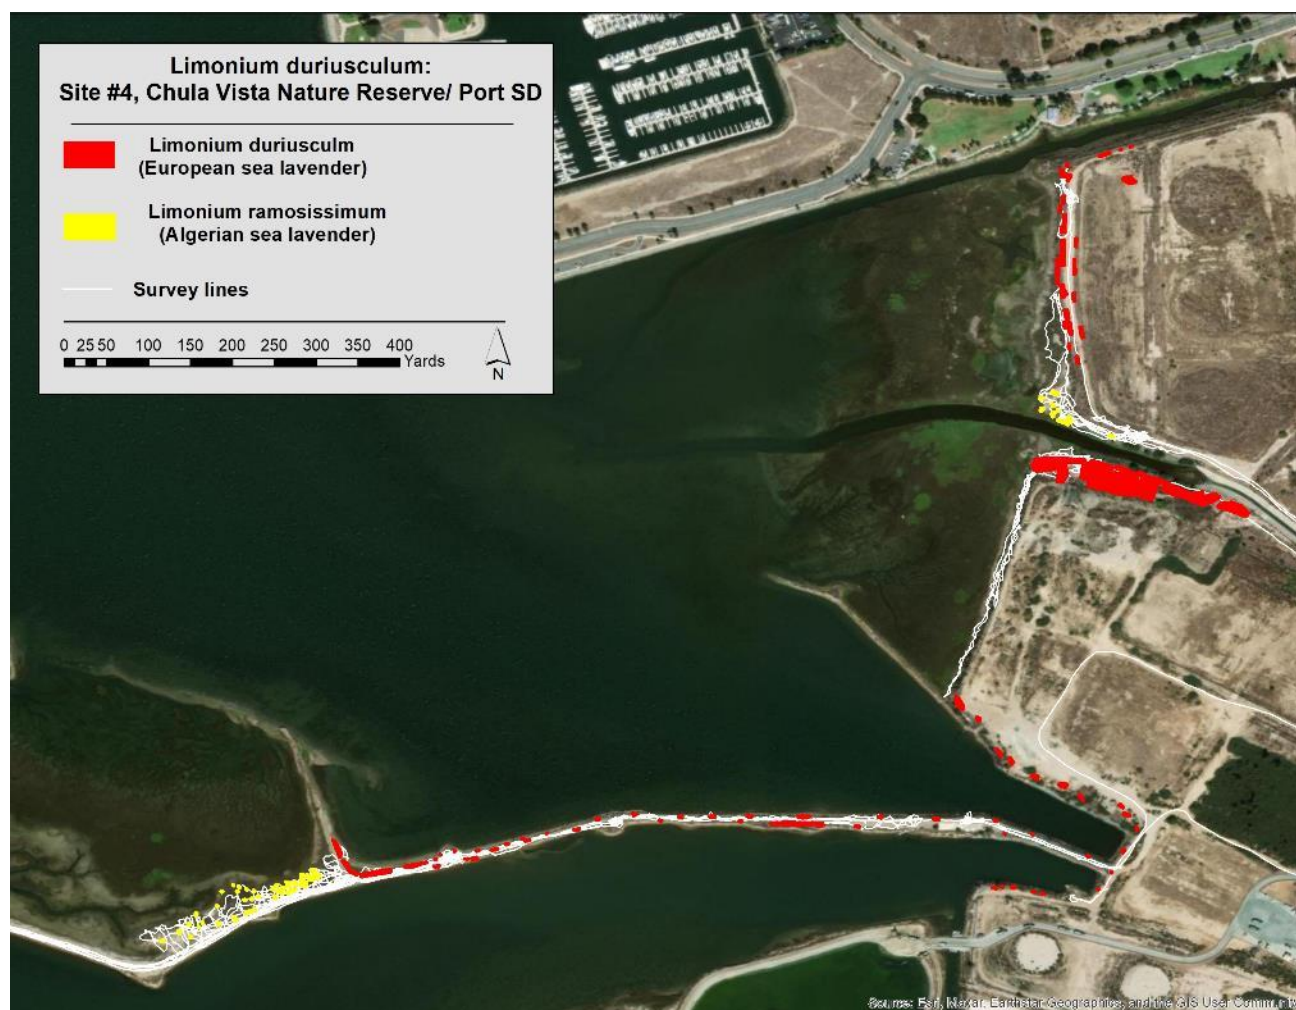 Limonium duriusculum:
Site #4, Chula Vista Nature Reserve/ Port SD
Limonium duriusculm
(European sea lavender)
Limonium ramosissimum
(Algerian sea lavender)
Survey lines
0 25 50 100 150 200 250 300 350 400
Yards
N
Source: Esri, Maxar, Earthstar Geographics, and the GIS User Community